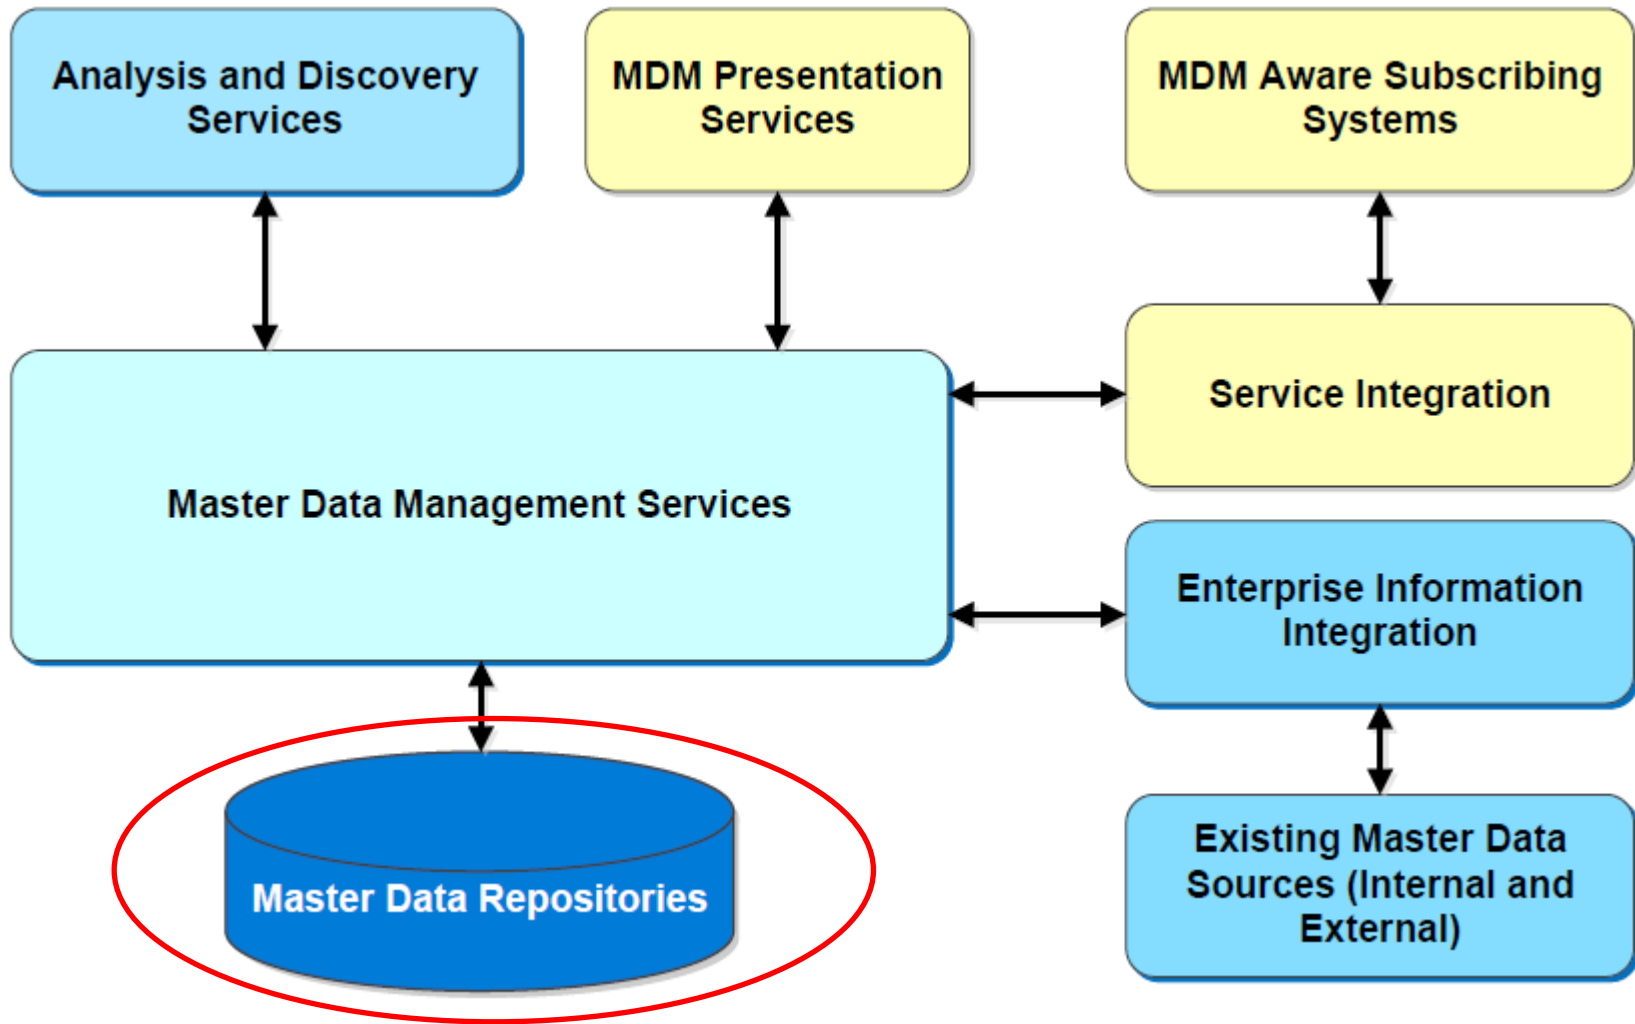 Analysis and Discovery
Services
MDM Presentation
Services
MDM Aware Subscribing
Systems
Service Integration
Master Data Management Services
Enterprise Information
Integration
Master Data Repositories
Existing Master Data
Sources (Internal and
External)